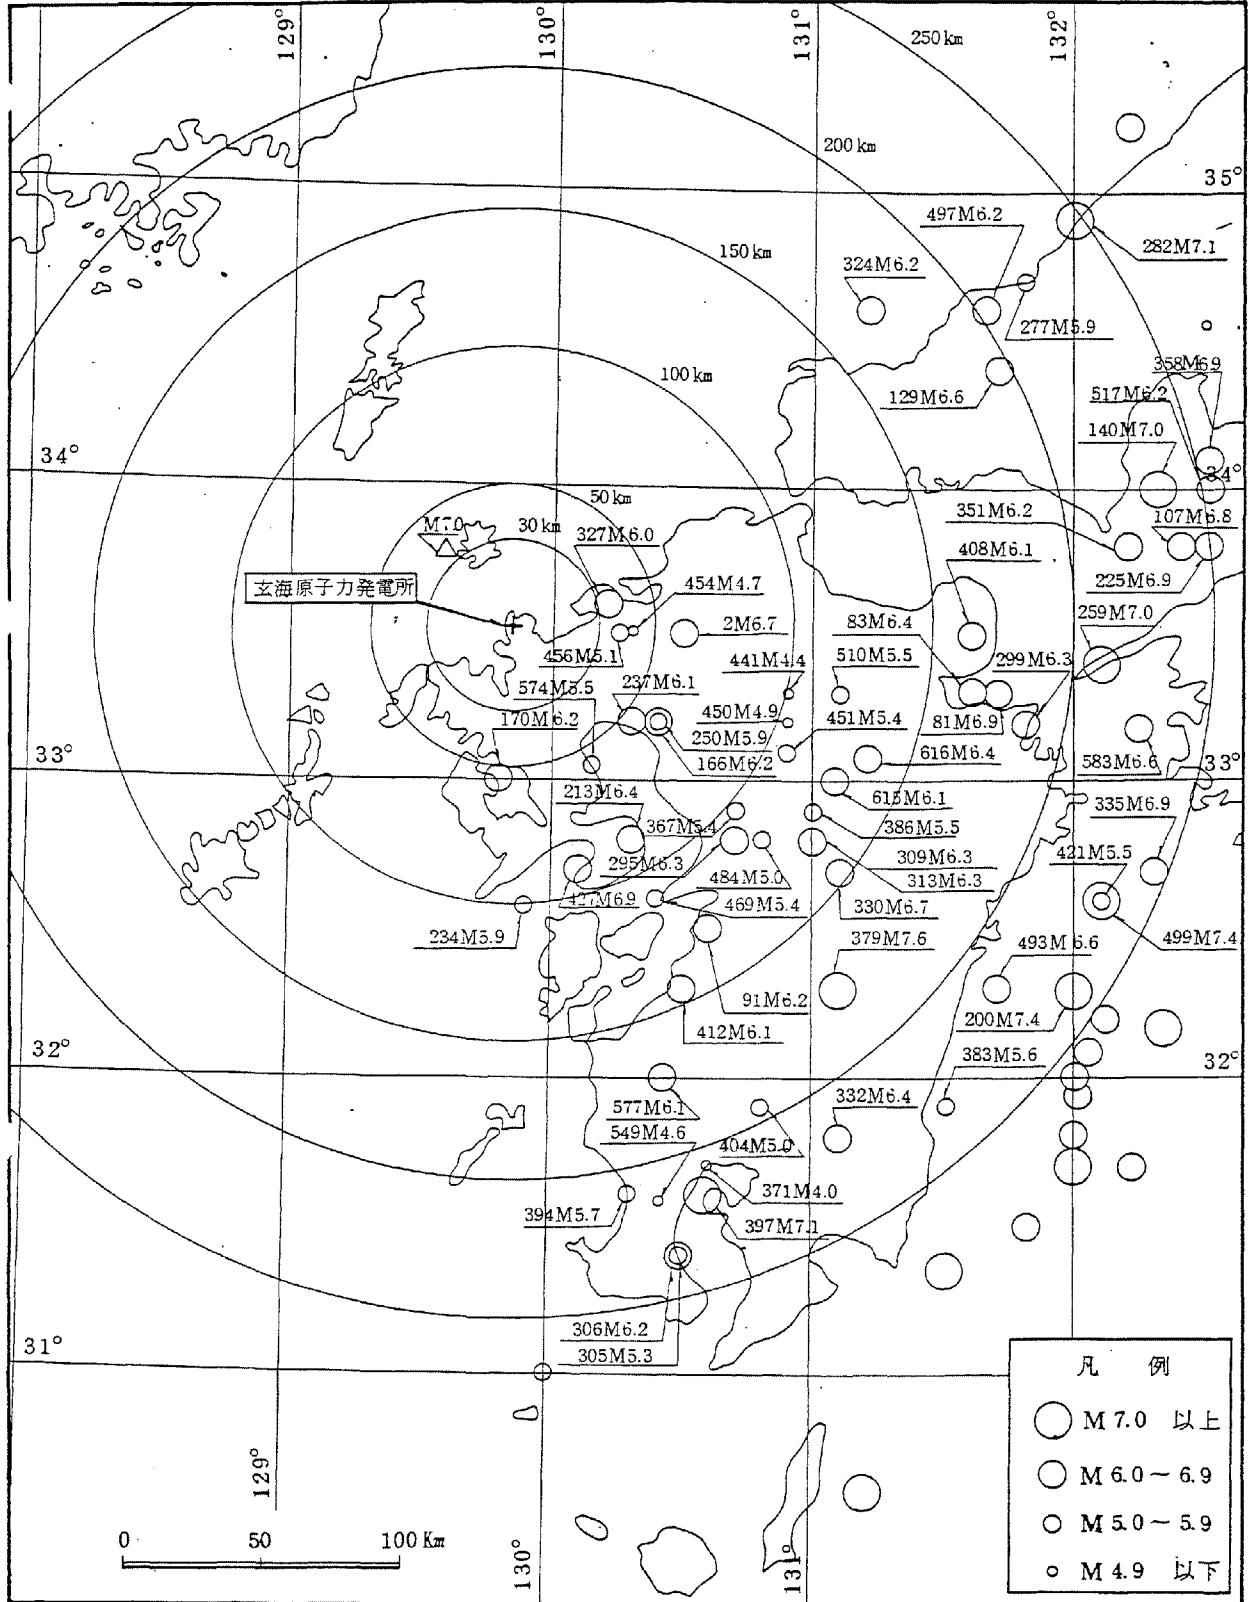 129°
130°
131°
132°
250km
200km
35°
497M6.2
282M7.1
150km
324M6.2
277M5.9
358M6.9
100km
129M6.6
517M6.2
140M7.0
34°
34°
50km
351M6.2
107M6.8
M7.0
30km
327M6.0
408M6.1
225M6.9
玄海原子力発電所
454M4.7
259M7.0
2M6.7
83M6.4
456M5.1
441M4.4
510M5.5
299M6.3
574M5.5
237M6.1
170M6.2
450M4.9
451M5.4
81M6.9
250M5.9
616M6.4
583M6.6
33°
166M6.2
33°
213M6.4
615M6.1
335M6.9
367M5.4
386M5.5
295M6.3
309M6.3
421M5.5
484M5.0
313M6.3
427M6.9
469M5.4
330M6.7
234M5.9
379M7.6
493M6.6
499M7.4
91M6.2
200M7.4
412M6.1
32°
383M5.6
32°
577M6.1
332M6.4
549M4.6
404M5.0
371M4.0
394M5.7
397M7.1
306M6.2
31°
305M5.3
凡 例
M 7.0 以上
M 6.0～6.9
M 5.0～5.9
M 4.9 以下
129°
130°
131°
0 50 100 Km